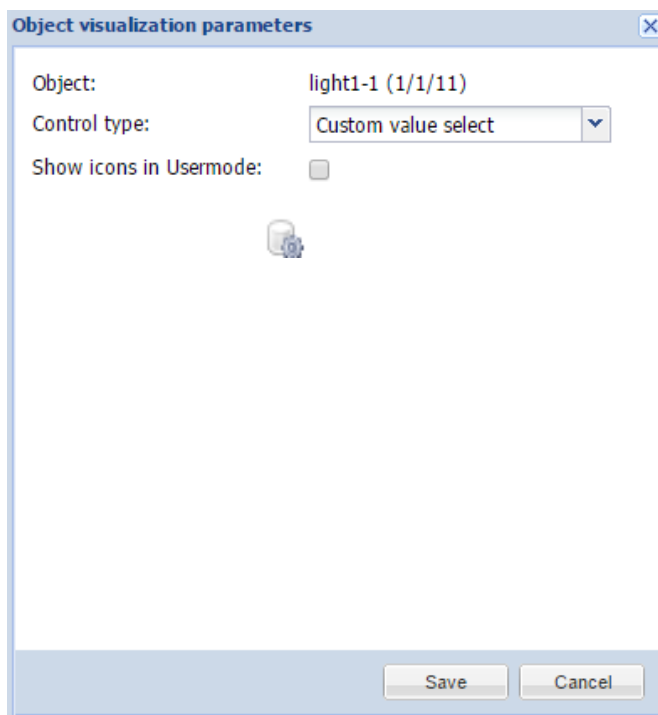 Object visualization parameters
Object: light1-1 (1/1/11)
Control type: Custom value select
Show icons in Usermode:
Save Cancel